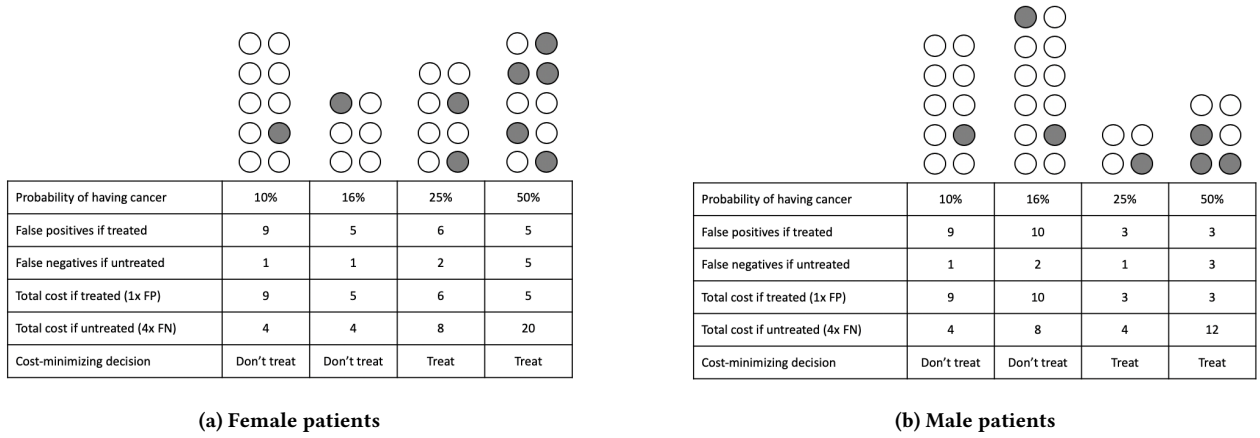 Probability of having cancer 10% 16% 25% 50%
False positives if treated 9 5 6 5
False negatives if untreated 1 1 2 5
Total cost if treated (1x FP) 9 5 6 5
Total cost if untreated (4x FN) 4 4 8 20
Cost-minimizing decision Don’t treat Don’t treat Treat Treat
(a) Female patients
Probability of having cancer 10% 16% 25% 50%
False positives if treated 9 10 3 3
False negatives if untreated 1 2 1 3
Total cost if treated (1x FP) 9 10 3 3
Total cost if untreated (4x FN) 4 8 4 12
Cost-minimizing decision Don’t treat Don’t treat Treat Treat
(b) Male patients